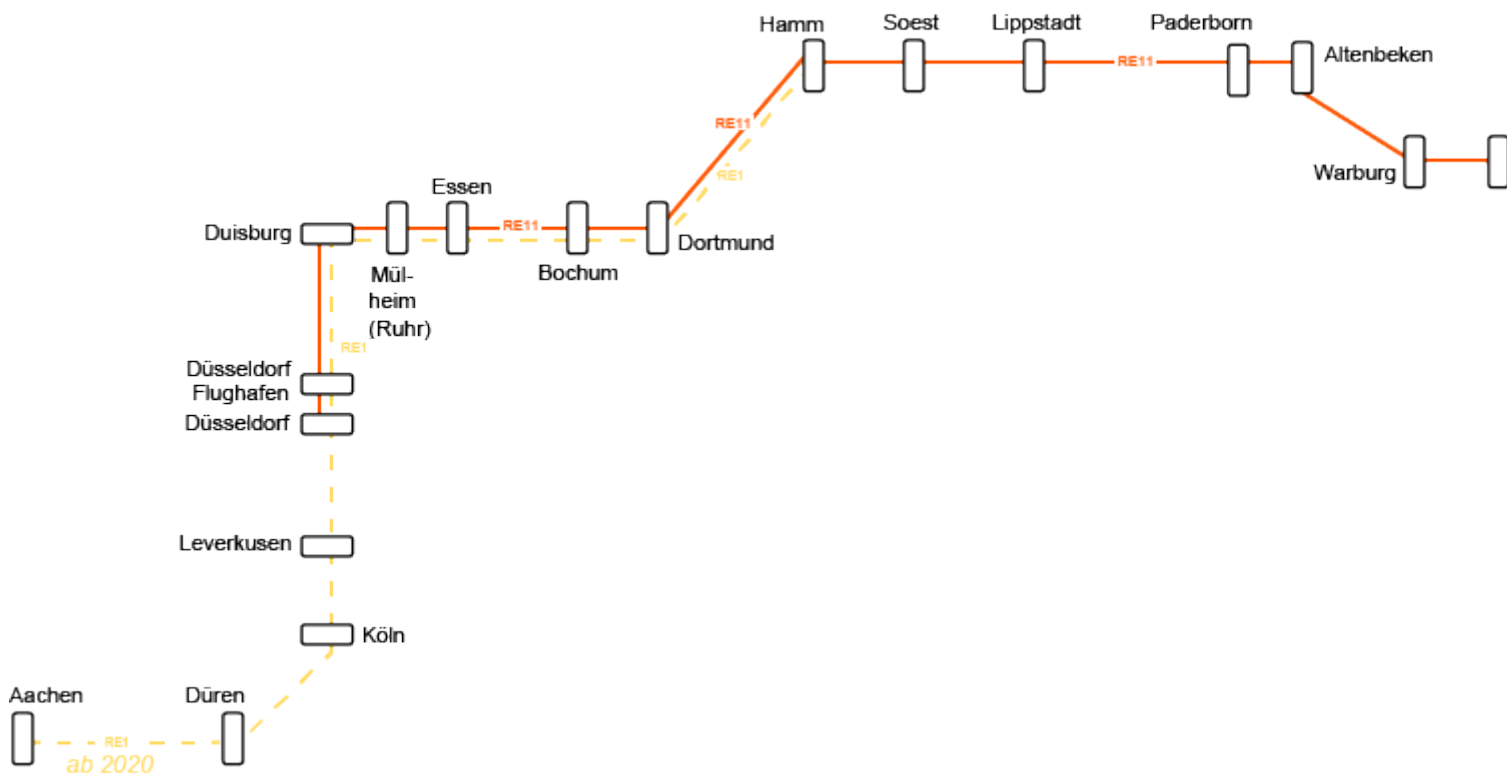 Hamm
Soest
Lippstadt
Paderborn
Altenbeken
RE11
RE11
RE1
Warburg
Essen
Duisburg
RE11
Dortmund
Mül-
heim
(Ruhr)
Bochum
RE1
Düsseldorf
Flughafen
Düsseldorf
Leverkusen
Köln
Aachen
Düren
RE1
ab 2020